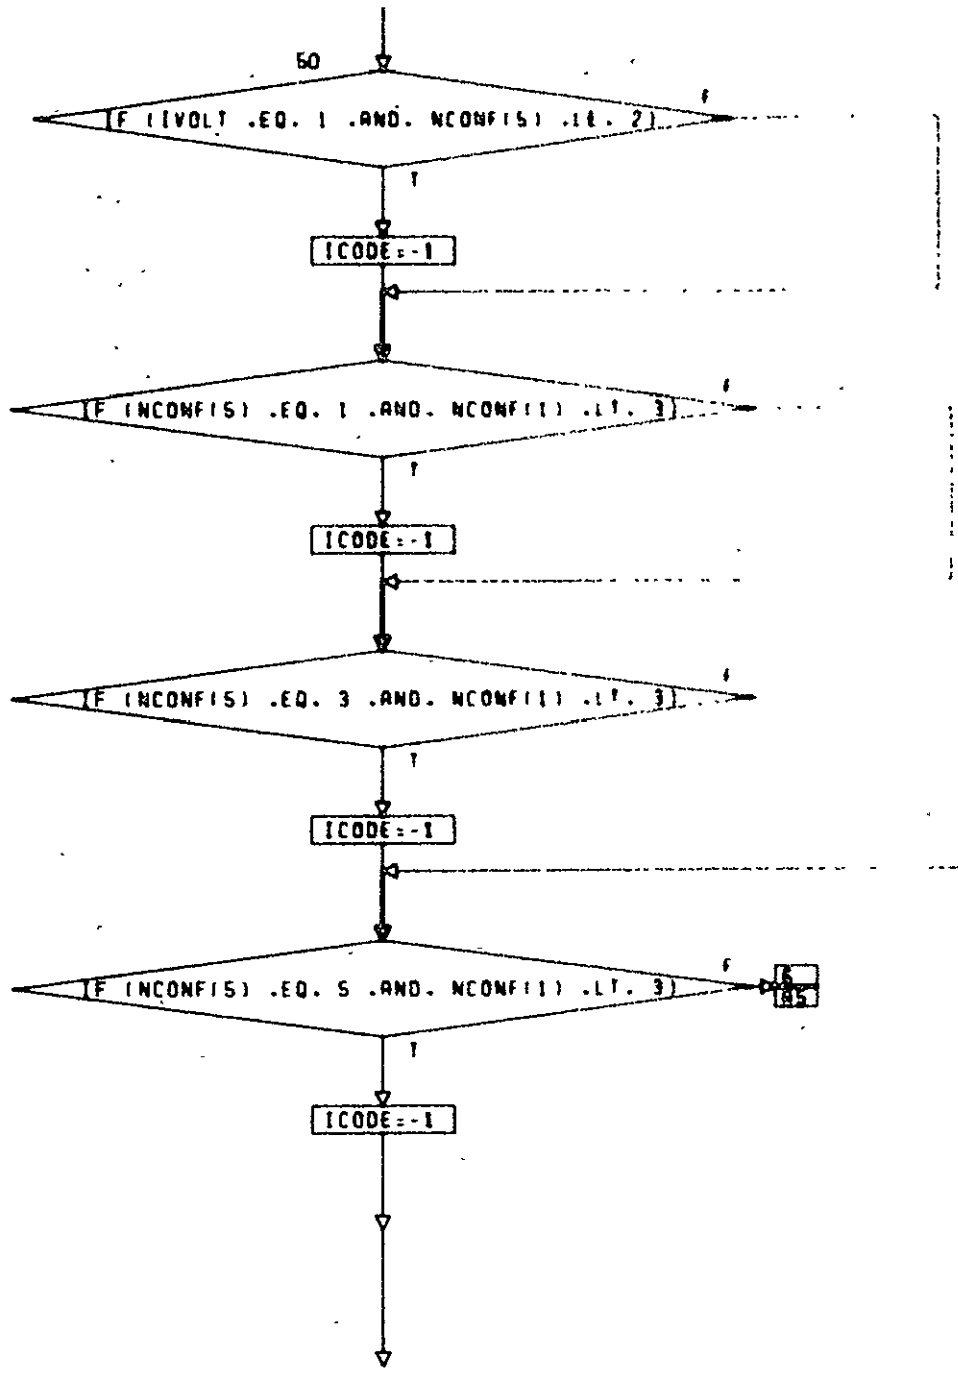 50
IF (IVOLT .EQ. 1 .AND. NCONF(5) .LE. 2)
F
T
ICODE=-1
IF (NCONF(5) .EQ. 1 .AND. NCONF(1) .LT. 3)
F
T
ICODE=-1
IF (NCONF(5) .EQ. 3 .AND. NCONF(1) .LT. 3)
F
T
ICODE=-1
IF (NCONF(5) .EQ. 5 .AND. NCONF(1) .LT. 3)
F
T
ICODE=-1